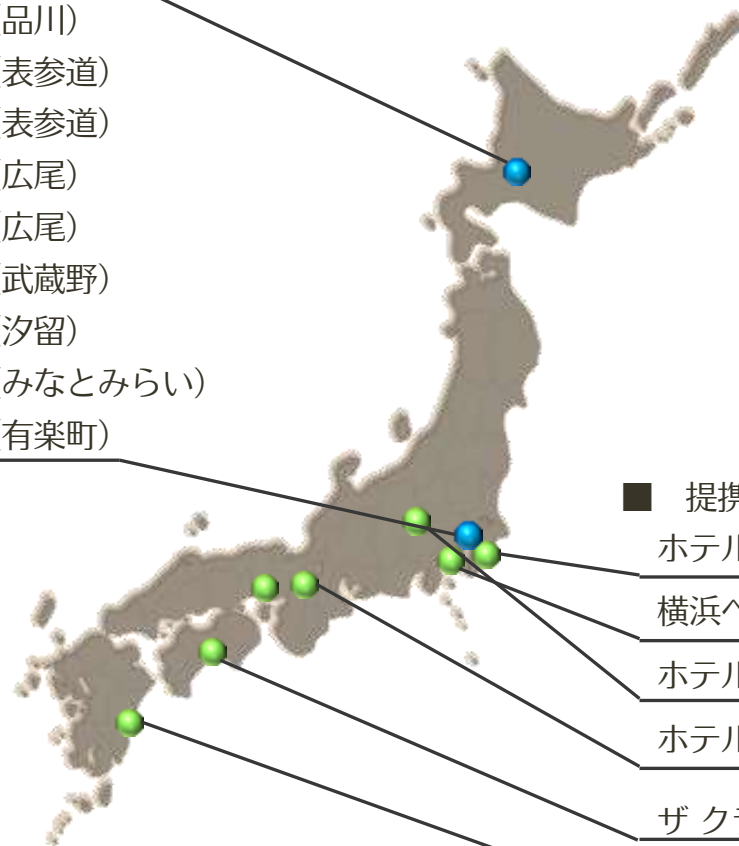 (品川)
(表参道)
(表参道)
(広尾)
(広尾)
(武蔵野)
(汐留)
(みなとみらい)
(有楽町)
■ 提携
ホテル
横浜ベ
ホテル
ホテル
ザ クラ